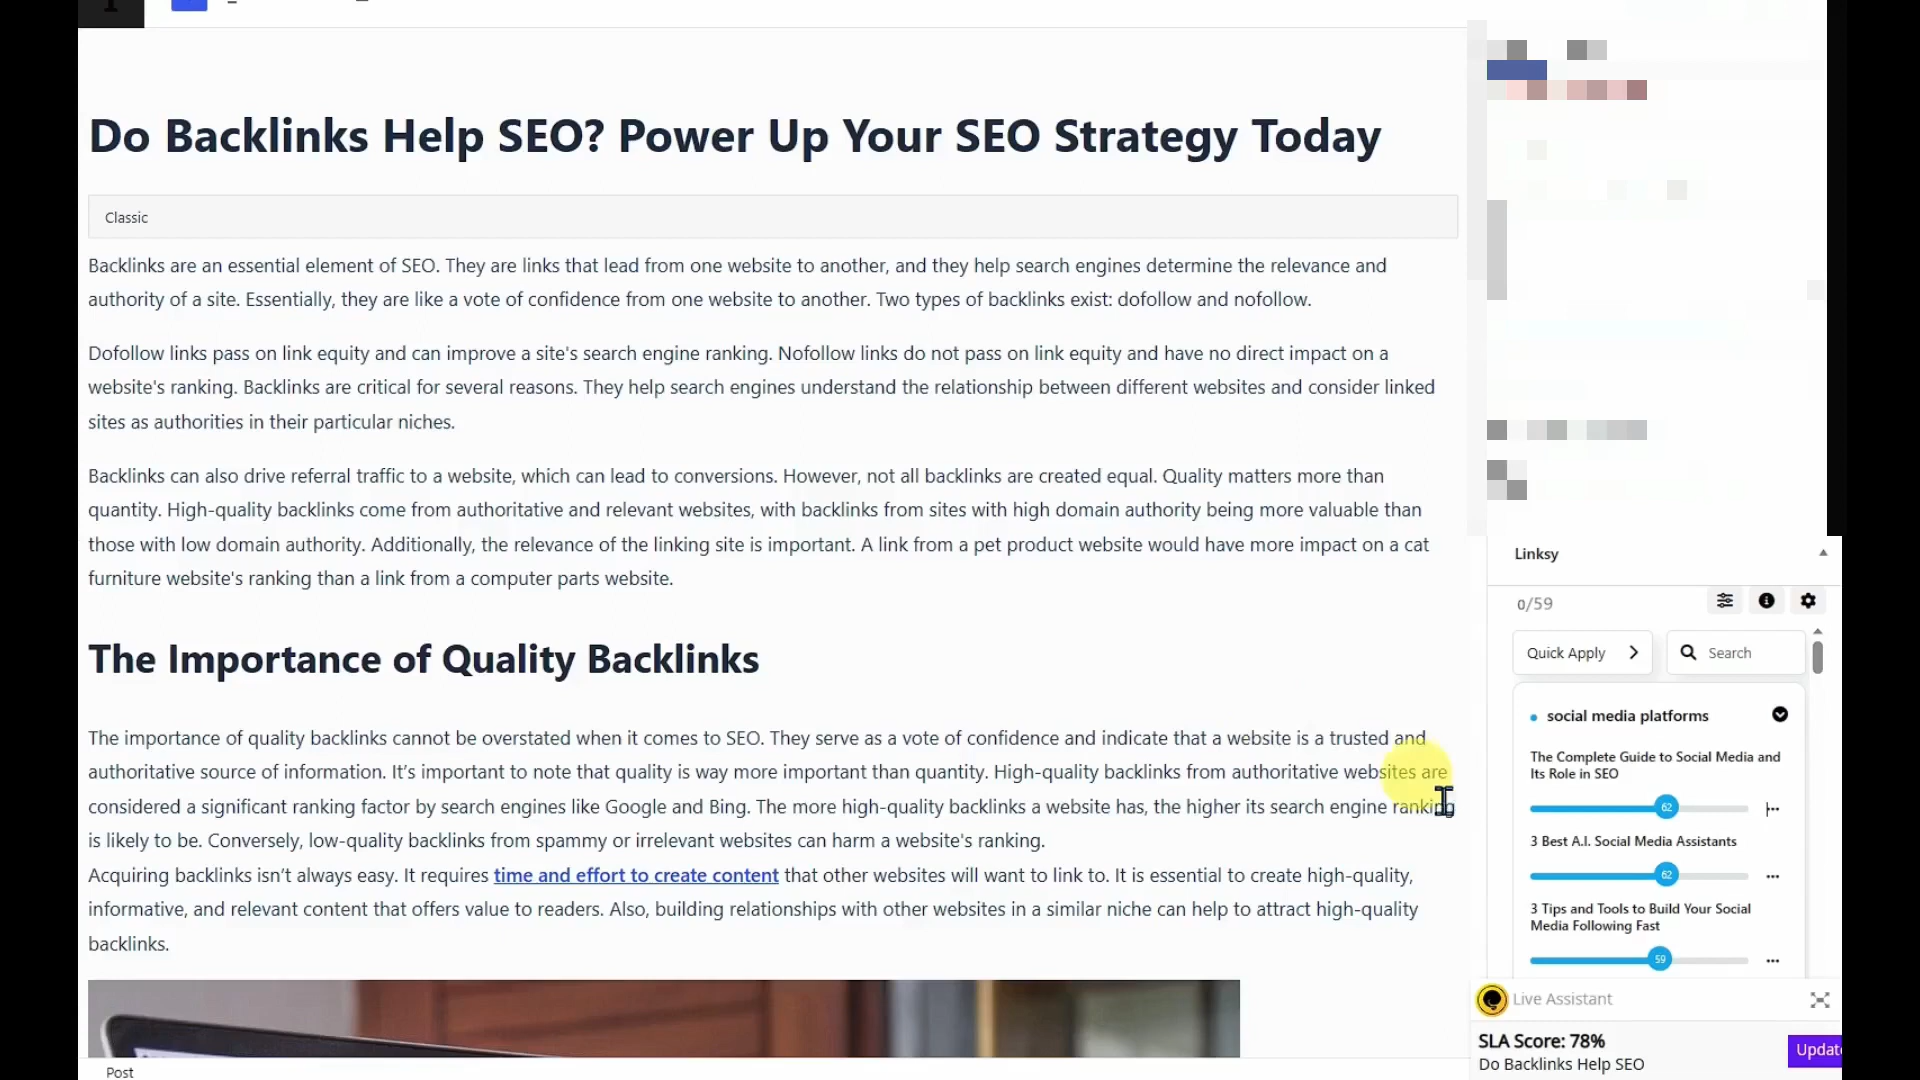 Do Backlinks Help SEO? Power Up Your SEO Strategy Today
Classic
Backlinks are an essential element of SEO. They are links that lead from one website to another, and they help search engines determine the relevance and
authority of a site. Essentially, they are like a vote of confidence from one website to another. Two types of backlinks exist: dofollow and nofollow.
Dofollow links pass on link equity and can improve a site's search engine ranking. Nofollow links do not pass on link equity and have no direct impact on a
website's ranking. Backlinks are critical for several reasons. They help search engines understand the relationship between different websites and consider linked
sites as authorities in their particular niches.
Backlinks can also drive referral traffic to a website, which can lead to conversions. However, not all backlinks are created equal. Quality matters more than
quantity. High-quality backlinks come from authoritative and relevant websites, with backlinks from sites with high domain authority being more valuable than
those with low domain authority. Additionally, the relevance of the linking site is important. A link from a pet product website would have more impact on a cat
furniture website's ranking than a link from a computer parts website.
The Importance of Quality Backlinks
The importance of quality backlinks cannot be overstated when it comes to SEO. They serve as a vote of confidence and indicate that a website is a trusted and
authoritative source of information. It's important to note that quality is way more important than quantity. High-quality backlinks from authoritative websites are
considered a significant ranking factor by search engines like Google and Bing. The more high-quality backlinks a website has, the higher its search engine ranking
is likely to be. Conversely, low-quality backlinks from spammy or irrelevant websites can harm a website's ranking.
Acquiring backlinks isn't always easy. It requires time and effort to create content that other websites will want to link to. It is essential to create high-quality,
informative, and relevant content that offers value to readers. Also, building relationships with other websites in a similar niche can help to attract high-quality
backlinks.
Post
Linksy
0/59
Quick Apply
Search
social media platforms
The Complete Guide to Social Media and
Its Role in SEO
62
3 Best A.I. Social Media Assistants
62
3 Tips and Tools to Build Your Social
Media Following Fast
59
Live Assistant
SLA Score: 78%
Do Backlinks Help SEO
Updat